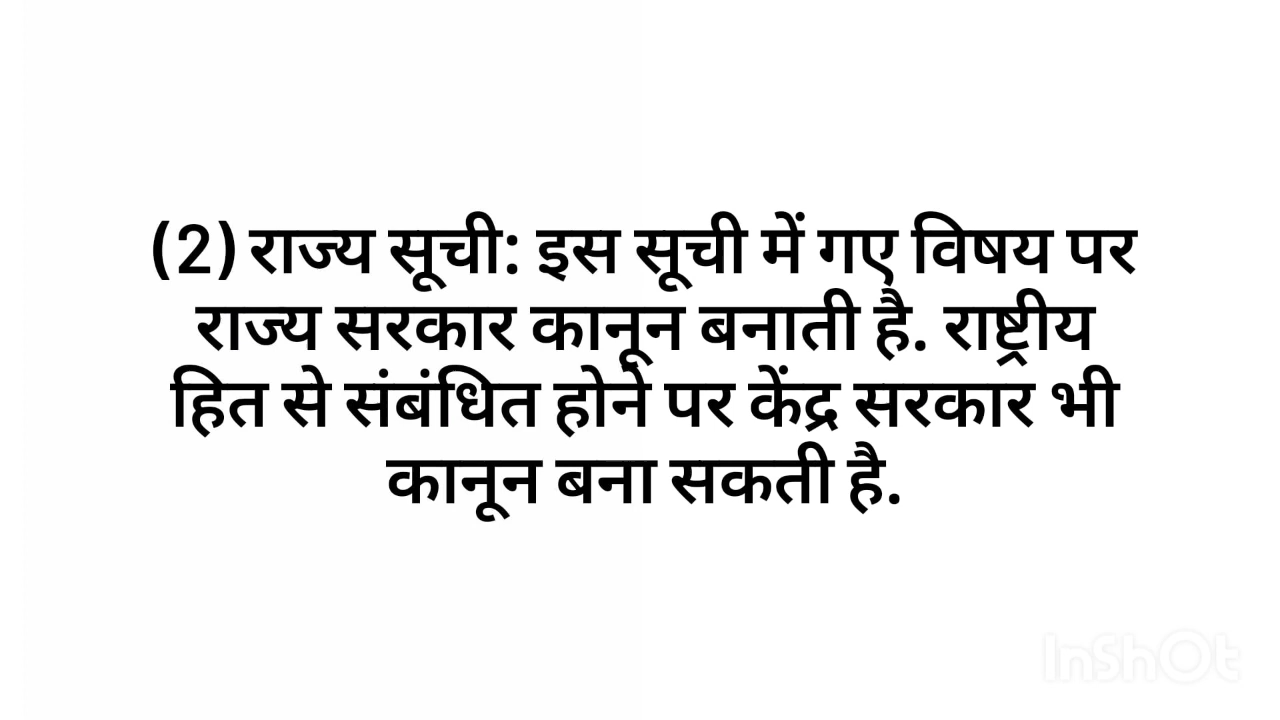 (2) राज्य सूची: इस सूची में गए विषय पर
राज्य सरकार कानून बनाती है. राष्ट्रीय
हित से संबंधित होने पर केंद्र सरकार भी
कानून बना सकती है.
InShOt